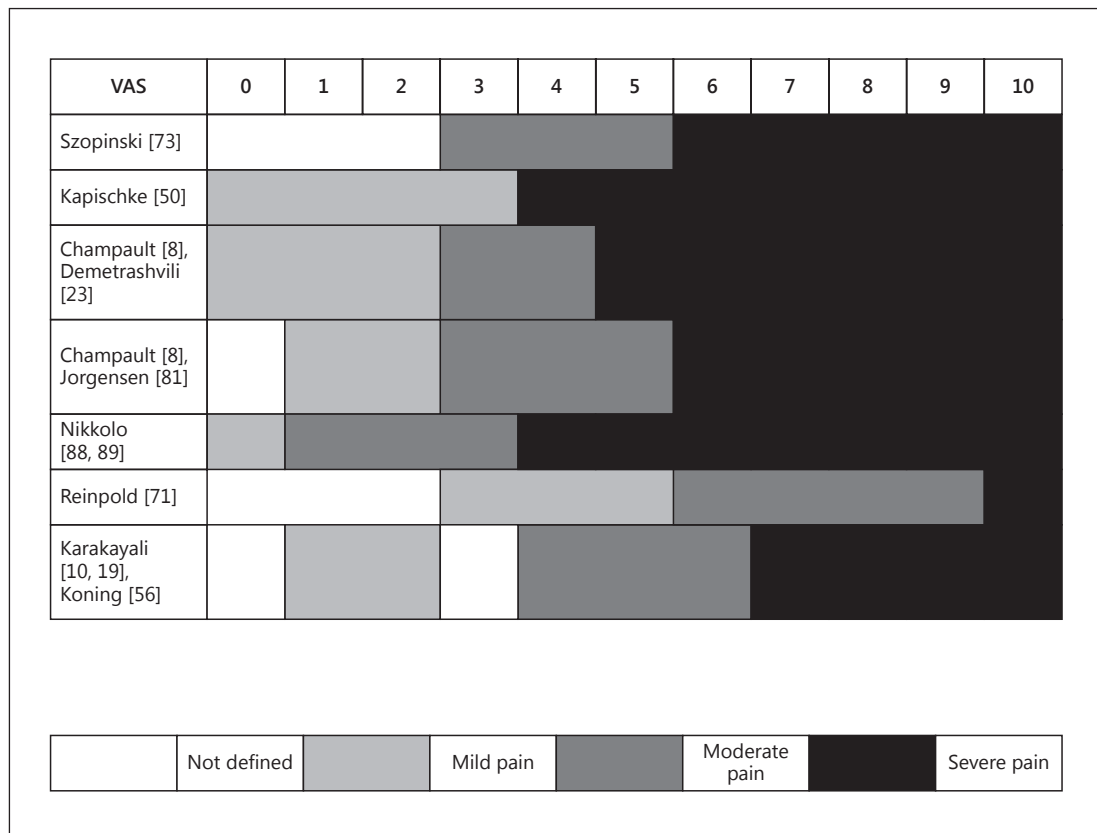 VAS 0 1 2 3 4 5 6 7 8 9 10
Szopinski [73]
Kapischke [50]
Champault [8],
Demetrashvili
[23]
Champault [8],
Jorgensen [81]
Nikkolo
[88, 89]
Reinpold [71]
Karakayali
[10, 19],
Koning [56]
Not defined Mild pain Moderate
pain Severe pain